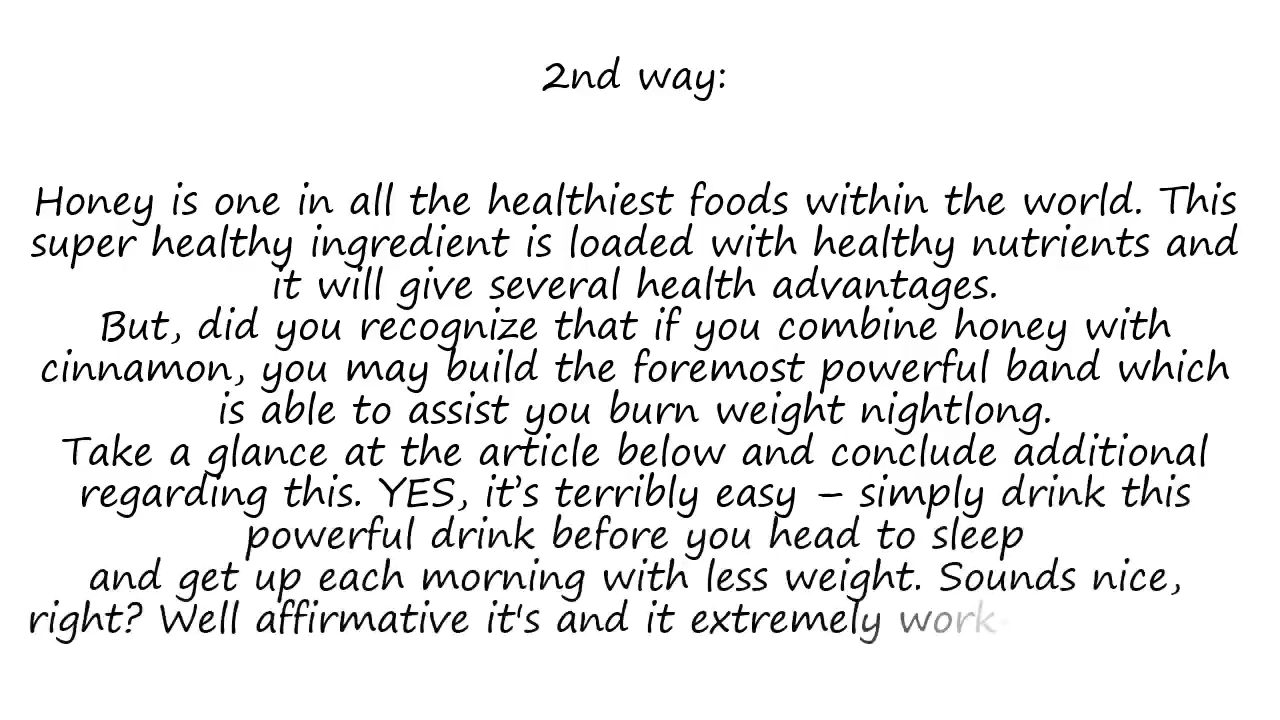 2nd way:
Honey is one in all the healthiest foods within the world. This
super healthy ingredient is loaded with healthy nutrients and
it will give several health advantages.
But, did you recognize that if you combine honey with
cinnamon, you may build the foremost powerful band which
is able to assist you burn weight nightlong.
Take a glance at the article below and conclude additional
regarding this. YES, it’s terribly easy – simply drink this
powerful drink before you head to sleep
and get up each morning with less weight. Sounds nice,
right? Well affirmative it's and it extremely work